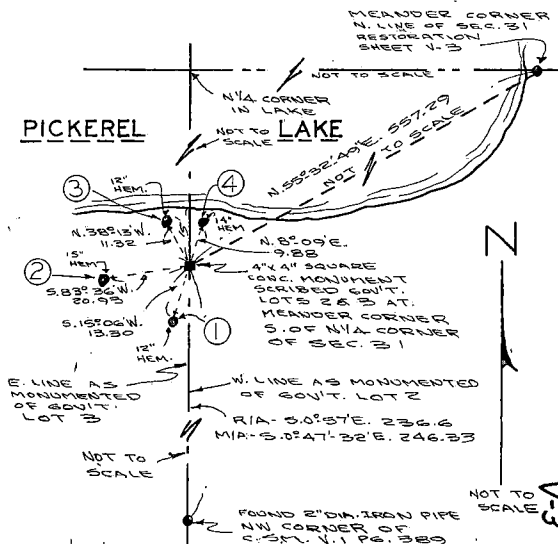 MEANDER CORNER
N. LINE OF SEC. 31
RESTORATION
SHEET V-3
NOT TO SCALE
N¼ CORNER
IN LAKE
PICKEREL LAKE
NOT TO
SCALE
N.55°32'49"E. 557.29
NOT TO SCALE
12"
HEM.
3
4
14"
HEM
N.38°13'W.
11.32
N.8°09'E.
9.88
15"
HEM
2
S.83°36'W.
20.93
4"X4" SQUARE
CONC. MONUMENT
SCRIBED GOV'T.
LOTS 2 & 3 AT.
MEANDER CORNER
S. OF N¼ CORNER
OF SEC. 31
S.15°06'W.
13.30
1
12"
HEM.
N
E. LINE AS
MONUMENTED
OF GOV'T.
LOT 3
W. LINE AS MONUMENTED
OF GOV'T. LOT 2
R/A- S.0°57'E. 236.6
M/A- S.0°47'-32"E. 246.33
NOT TO
SCALE
NOT TO
SCALE
V-3
FOUND 2" DIA. IRON PIPE
NW CORNER OF
C.S.M. V.1 PG. 389